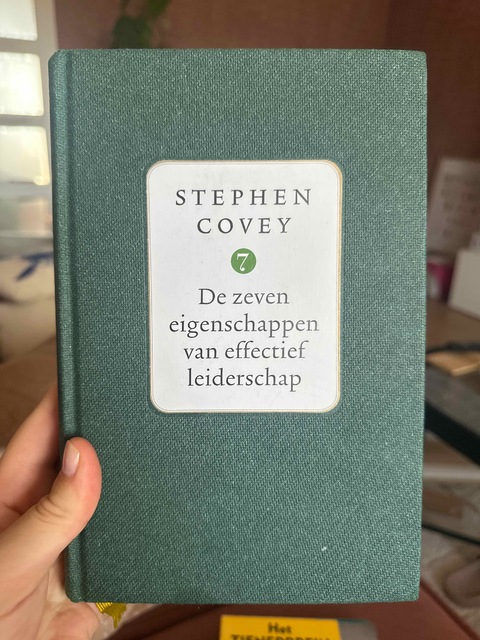 STEPHEN
COVEY
7
De zeven
eigenschappen
van effectief
leiderschap
Het